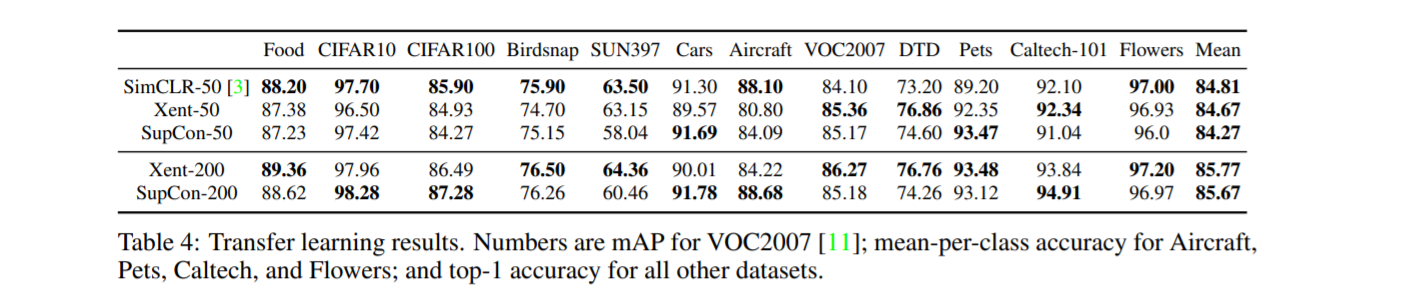 Food CIFAR10 CIFAR100 Birdsnap SUN397 Cars Aircraft VOC2007 DTD Pets Caltech-101 Flowers Mean
SimCLR-50 [3] 88.20 97.70 85.90 75.90 63.50 91.30 88.10 84.10 73.20 89.20 92.10 97.00 84.81
Xent-50 87.38 96.50 84.93 74.70 63.15 89.57 80.80 85.36 76.86 92.35 92.34 96.93 84.67
SupCon-50 87.23 97.42 84.27 75.15 58.04 91.69 84.09 85.17 74.60 93.47 91.04 96.0 84.27
Xent-200 89.36 97.96 86.49 76.50 64.36 90.01 84.22 86.27 76.76 93.48 93.84 97.20 85.77
SupCon-200 88.62 98.28 87.28 76.26 60.46 91.78 88.68 85.18 74.26 93.12 94.91 96.97 85.67
Table 4: Transfer learning results. Numbers are mAP for VOC2007 [11]; mean-per-class accuracy for Aircraft,
Pets, Caltech, and Flowers; and top-1 accuracy for all other datasets.